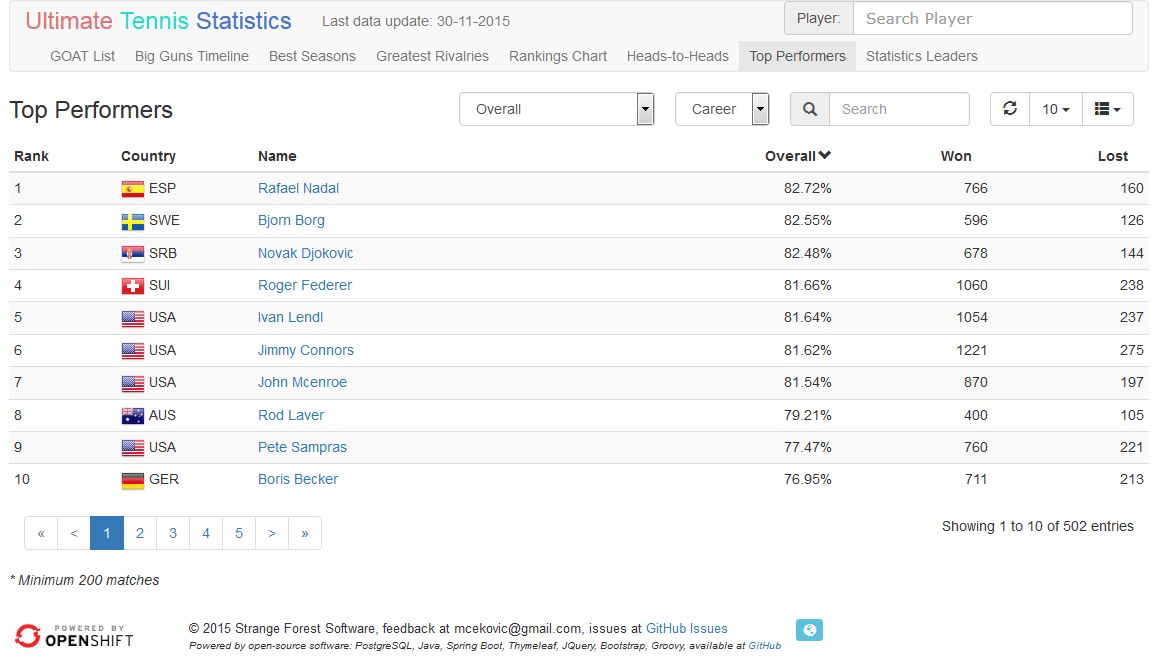 Ultimate Tennis Statistics Last data update: 30-11-2015 Player: Search Player
GOAT List Big Guns Timeline Best Seasons Greatest Rivalries Rankings Chart Heads-to-Heads Top Performers Statistics Leaders
Top Performers Overall Career Search 10
Rank Country Name Overall Won Lost
1 ESP Rafael Nadal 82.72% 766 160
2 SWE Bjorn Borg 82.55% 596 126
3 SRB Novak Djokovic 82.48% 678 144
4 SUI Roger Federer 81.66% 1060 238
5 USA Ivan Lendl 81.64% 1054 237
6 USA Jimmy Connors 81.62% 1221 275
7 USA John Mcenroe 81.54% 870 197
8 AUS Rod Laver 79.21% 400 105
9 USA Pete Sampras 77.47% 760 221
10 GER Boris Becker 76.95% 711 213
« < 1 2 3 4 5 > » Showing 1 to 10 of 502 entries
* Minimum 200 matches
POWERED BY
OPENSHIFT
© 2015 Strange Forest Software, feedback at mcekovic@gmail.com, issues at GitHub Issues
Powered by open-source software: PostgreSQL, Java, Spring Boot, Thymeleaf, JQuery, Bootstrap, Groovy, available at GitHub